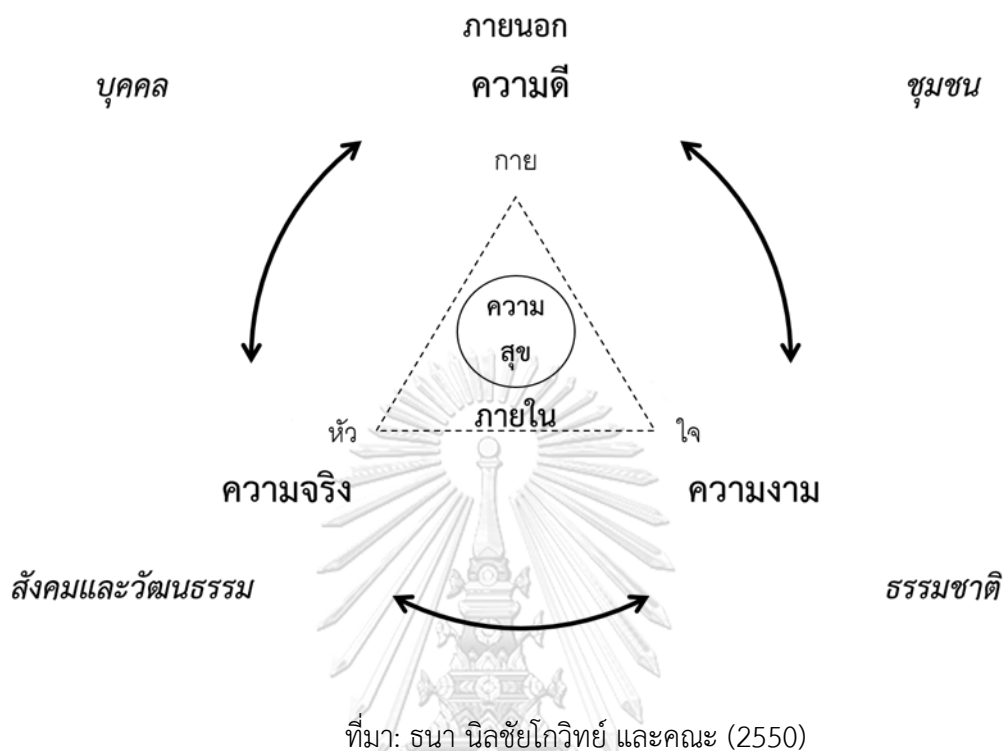 ภายนอก
บุคคล ความดี ชุมชน
กาย
ความ
สุข
ภายใน
หัว ใจ
ความจริง ความงาม
สังคมและวัฒนธรรม ธรรมชาติ
ที่มา: ธนา นิลชัยโกวิทย์ และคณะ (2550)